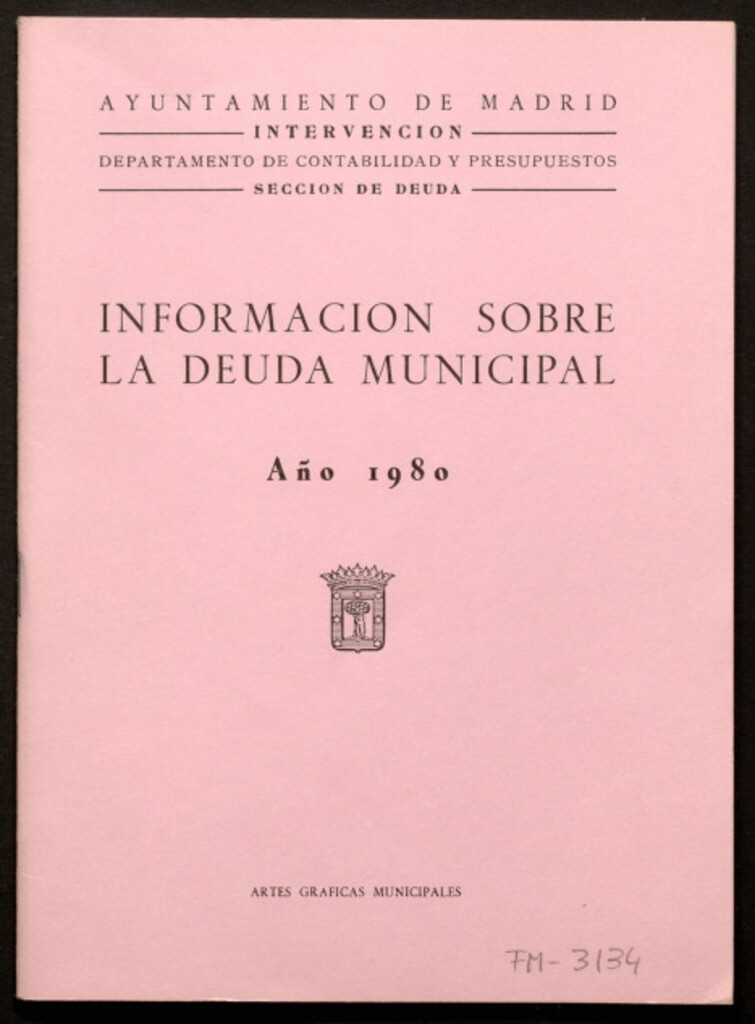 AYUNTAMIENTO DE MADRID
INTERVENCION
DEPARTAMENTO DE CONTABILIDAD Y PRESUPUESTOS
SECCION DE DEUDA
INFORMACION SOBRE
LA DEUDA MUNICIPAL
Año 1980
ARTES GRAFICAS MUNICIPALES
FM-3134